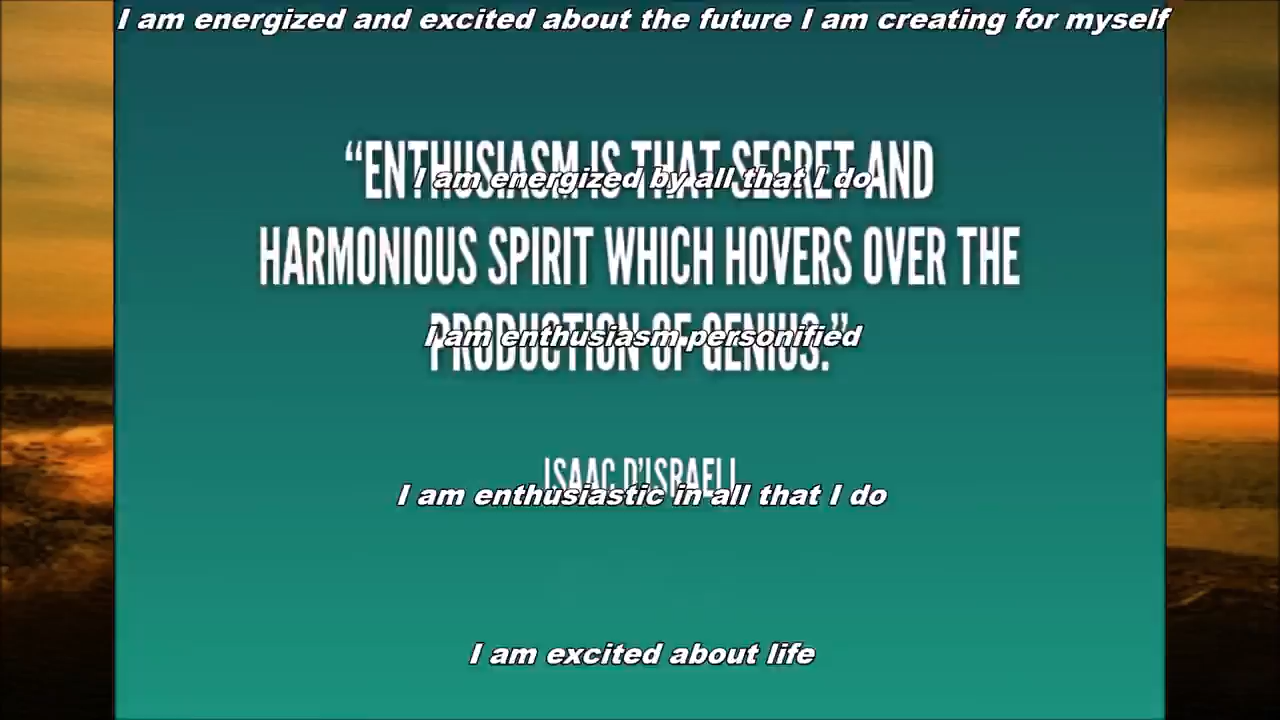 I am energized and excited about the future I am creating for myself
“ENTHUSIASM IS THAT SECRET AND
I am energized by all that I do
HARMONIOUS SPIRIT WHICH HOVERS OVER THE
I am enthusiasm personified
PRODUCTION OF GENIUS.”
ISAAC D'ISRAELI
I am enthusiastic in all that I do
I am excited about life